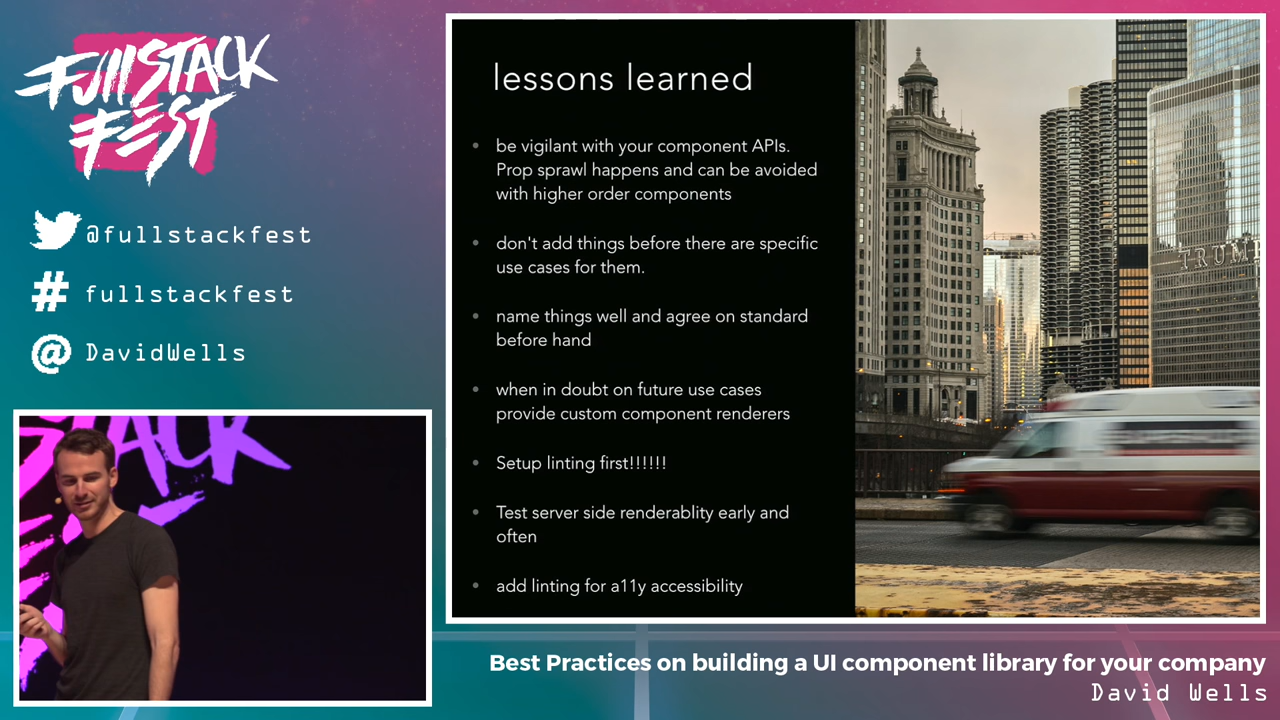 FullSTACK
FEST
@fullstackfest
# fullstackfest
@ DavidWells
STACK
lessons learned
• be vigilant with your component APIs.
Prop sprawl happens and can be avoided
with higher order components
• don't add things before there are specific
use cases for them.
• name things well and agree on standard
before hand
• when in doubt on future use cases
provide custom component renderers
• Setup linting first!!!!!!
• Test server side renderablity early and
often
• add linting for a11y accessibility
TRUMP
Best Practices on building a UI component library for your company
David Wells